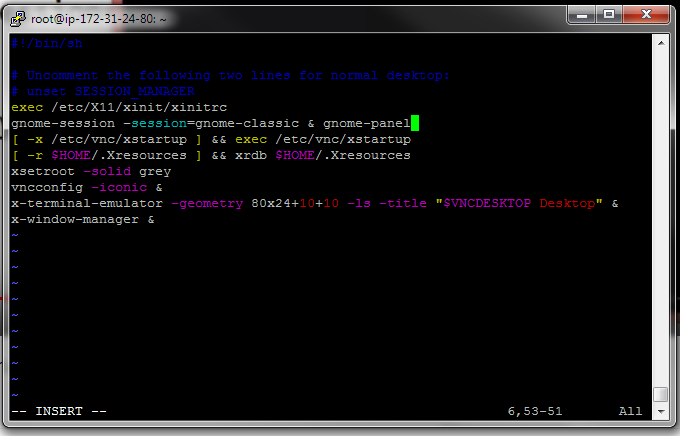 root@ip-172-31-24-80: ~
#!/bin/sh
# Uncomment the following two lines for normal desktop:
# unset SESSION_MANAGER
exec /etc/X11/xinit/xinitrc
gnome-session -session=gnome-classic & gnome-panel
[ -x /etc/vnc/xstartup ] && exec /etc/vnc/xstartup
[ -r $HOME/.Xresources ] && xrdb $HOME/.Xresources
xsetroot -solid grey
vncconfig -iconic &
x-terminal-emulator -geometry 80x24+10+10 -ls -title "$VNCDESKTOP Desktop" &
x-window-manager &
~
~
~
~
~
~
~
~
~
~
~
-- INSERT -- 6,53-51 All